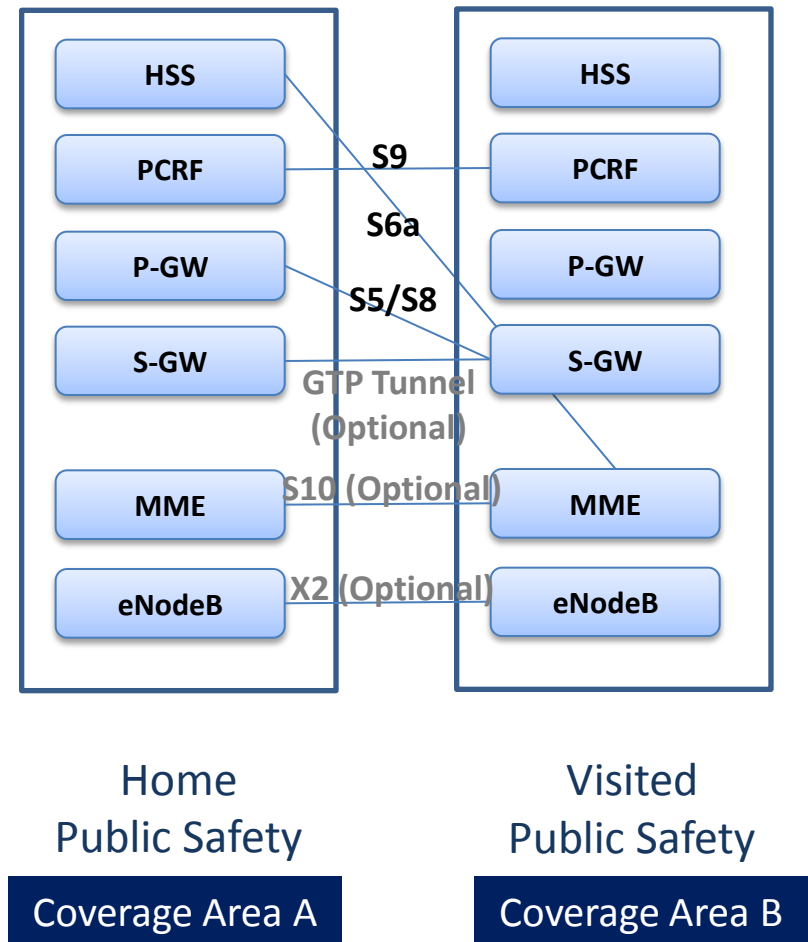 HSS
HSS
PCRF
S9
PCRF
S6a
P-GW
P-GW
S5/S8
S-GW
S-GW
GTP Tunnel
(Optional)
MME
S10 (Optional)
MME
eNodeB
X2 (Optional)
eNodeB
Home
Public Safety
Visited
Public Safety
Coverage Area A
Coverage Area B